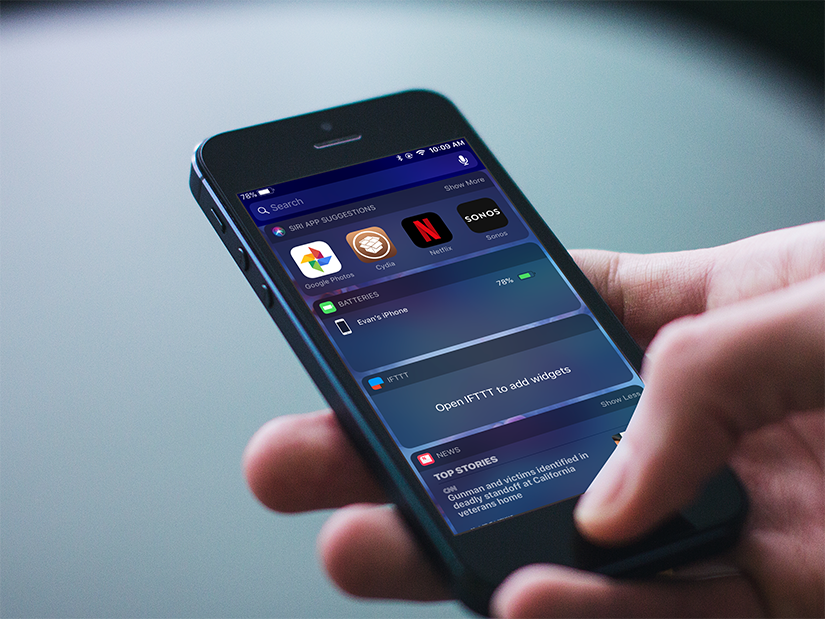 78% 10:09 AM
Search
SIRI APP SUGGESTIONS Show More
SONOS
Google Photos Cydia Netflix Sonos
BATTERIES
Evan's iPhone 78%
IFTTT
Open IFTTT to add widgets
NEWS Show Less
TOP STORIES
CNN
Gunman and victims identified in
deadly standoff at California
veterans home